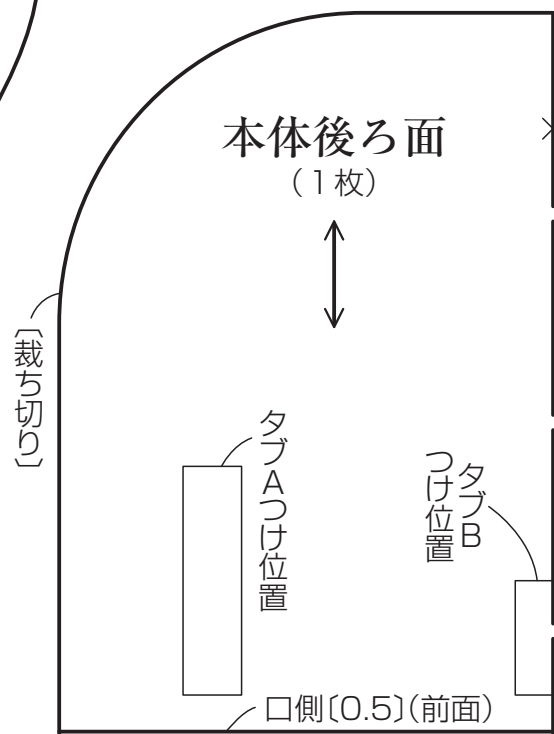 本体後ろ面
（1枚）
〔裁ち切り〕
タブAつけ位置
タブB
つけ位置
口側〔0.5〕（前面）